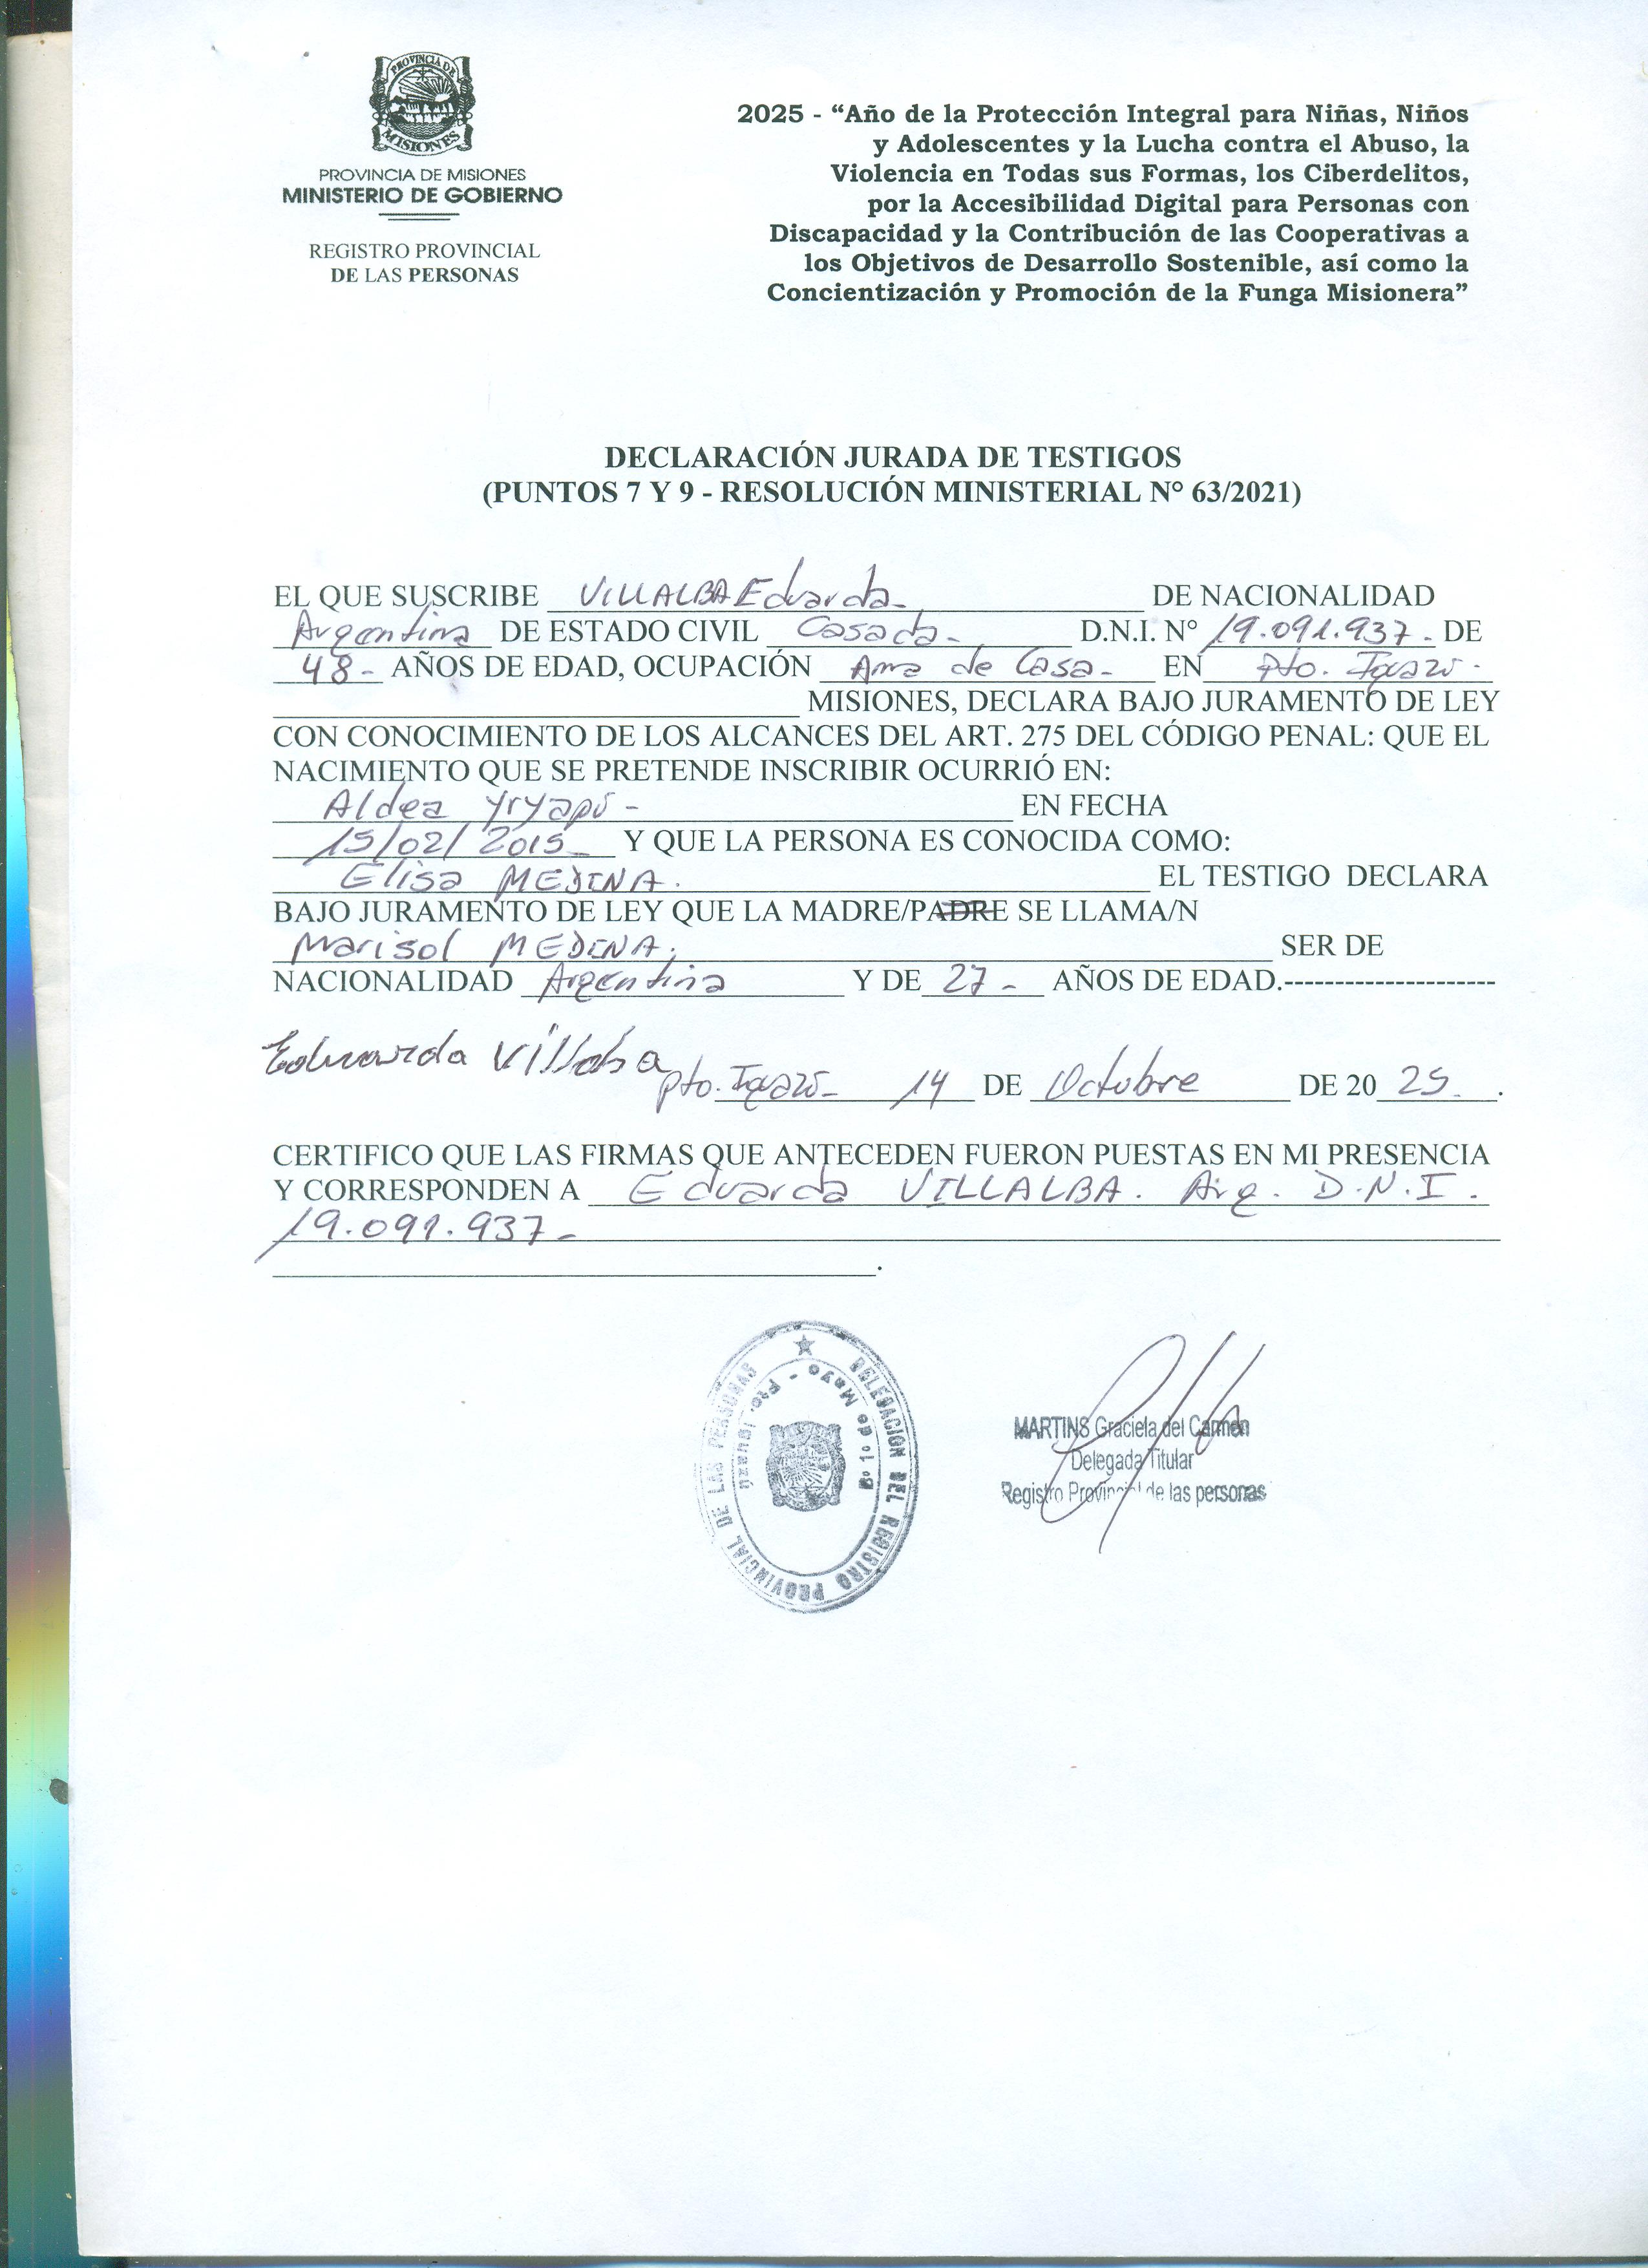 PROVINCIA DE
MISIONES
PROVINCIA DE MISIONES
MINISTERIO DE GOBIERNO
REGISTRO PROVINCIAL
DE LAS PERSONAS
2025 - “Año de la Protección Integral para Niñas, Niños
y Adolescentes y la Lucha contra el Abuso, la
Violencia en Todas sus Formas, los Ciberdelitos,
por la Accesibilidad Digital para Personas con
Discapacidad y la Contribución de las Cooperativas a
los Objetivos de Desarrollo Sostenible, así como la
Concientización y Promoción de la Funga Misionera”
DECLARACIÓN JURADA DE TESTIGOS
(PUNTOS 7 Y 9 - RESOLUCIÓN MINISTERIAL N° 63/2021)
EL QUE SUSCRIBE VILLALBA Eduarda- DE NACIONALIDAD
Argentina DE ESTADO CIVIL Casada- D.N.I. N° 19.091.937- DE
48- AÑOS DE EDAD, OCUPACIÓN Ama de Casa- EN Pto. Iguazú-
MISIONES, DECLARA BAJO JURAMENTO DE LEY
CON CONOCIMIENTO DE LOS ALCANCES DEL ART. 275 DEL CÓDIGO PENAL: QUE EL
NACIMIENTO QUE SE PRETENDE INSCRIBIR OCURRIÓ EN:
Aldea Yryapú- EN FECHA
15/02/2015- Y QUE LA PERSONA ES CONOCIDA COMO:
Elisa MEDINA. EL TESTIGO DECLARA
BAJO JURAMENTO DE LEY QUE LA MADRE/PADRE SE LLAMA/N
Marisol MEDINA. SER DE
NACIONALIDAD Argentina Y DE 27- AÑOS DE EDAD.---------------------
Eduarda Villalba
Pto. Iguazú- 14 DE Octubre DE 2025.
CERTIFICO QUE LAS FIRMAS QUE ANTECEDEN FUERON PUESTAS EN MI PRESENCIA
Y CORRESPONDEN A Eduarda VILLALBA. Arg. D.N.I.
19.091.937-
DELEGACION DEL REGISTRO PROVINCIAL DE LAS PERSONAS
Bº 1º de Mayo - Pto. Iguazú
MARTINS Graciela del Carmen
Delegada Titular
Registro Provincial de las personas